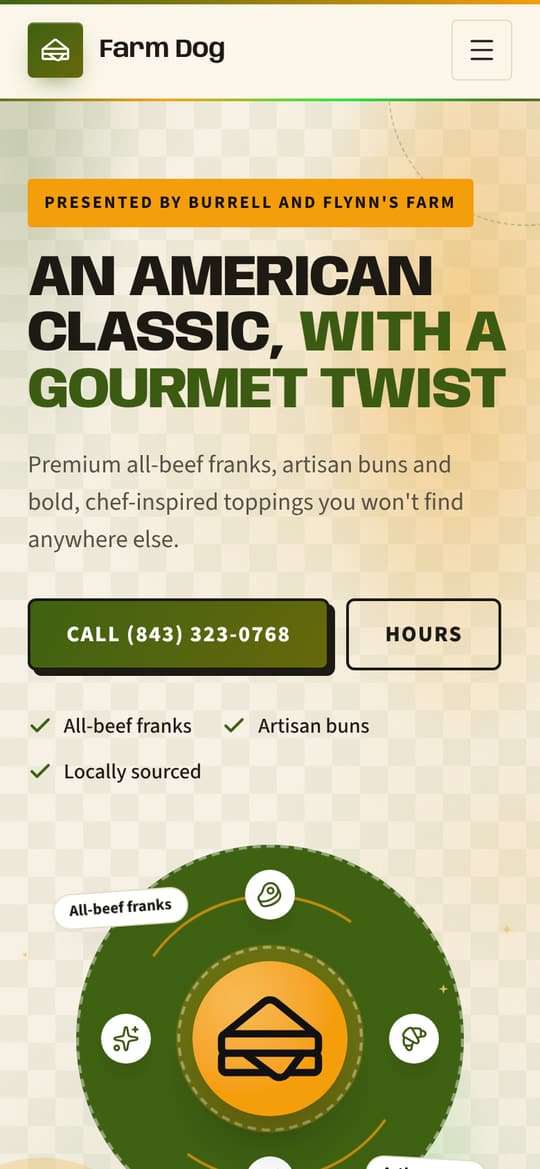 Farm Dog
PRESENTED BY BURRELL AND FLYNN'S FARM
AN AMERICAN
CLASSIC, WITH A
GOURMET TWIST
Premium all-beef franks, artisan buns and
bold, chef-inspired toppings you won't find
anywhere else.
CALL (843) 323-0768
HOURS
All-beef franks
Artisan buns
Locally sourced
All-beef franks